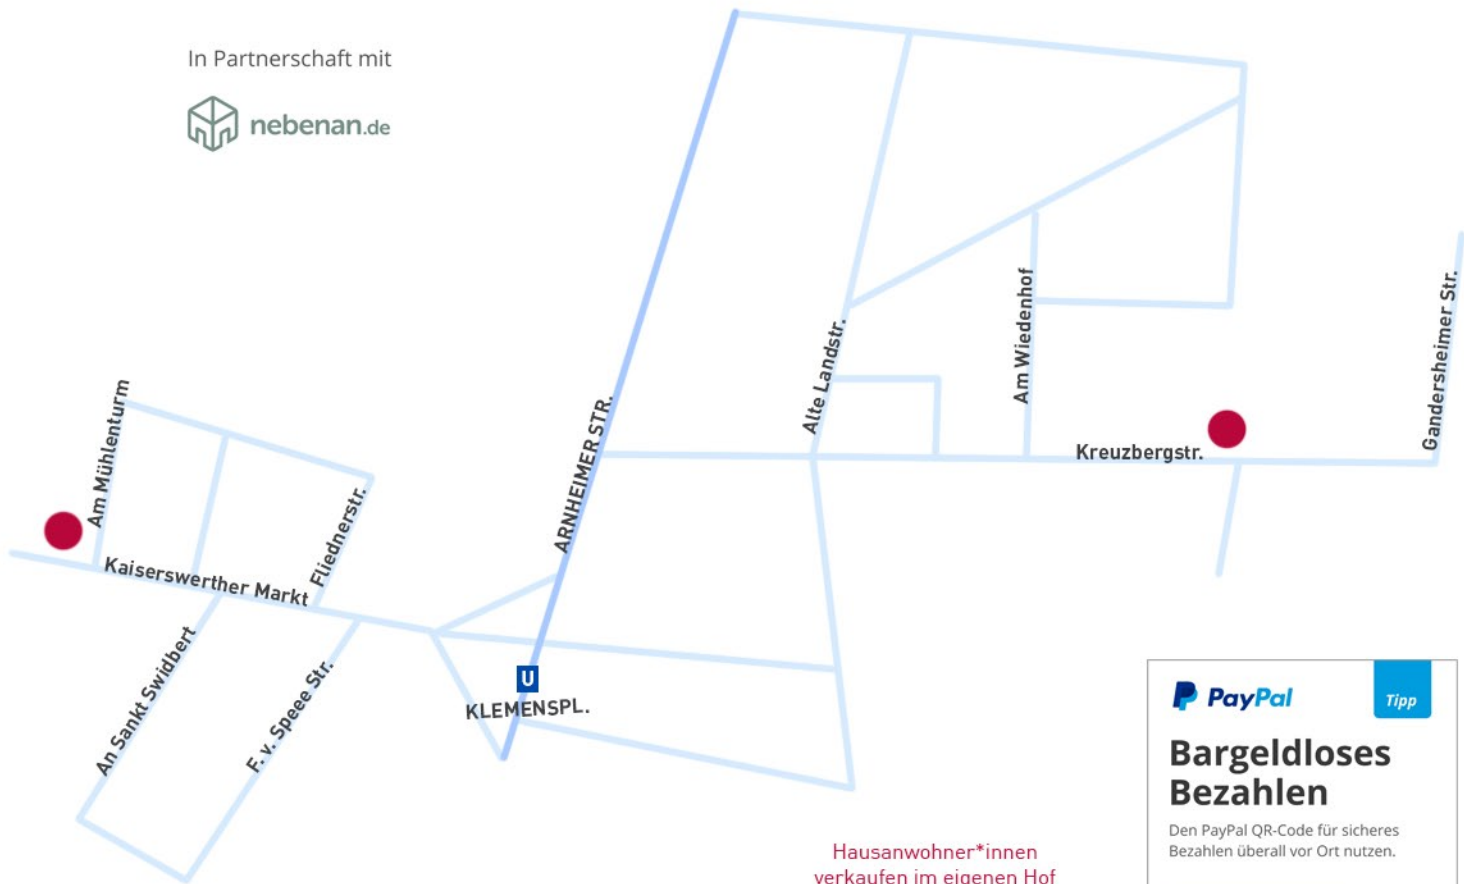 In Partnerschaft mit
nebenan.de
Am Mühlenturm
Fliednerstr.
Kaiserswerther Markt
An Sankt Swidbert
F. v. Speee Str.
ARNHEIMER STR.
U
KLEMENSPL.
Alte Landstr.
Am Wiedenhof
Kreuzbergstr.
Gandersheimer Str.
PayPal
Tipp
Bargeldloses
Bezahlen
Den PayPal QR-Code für sicheres
Bezahlen überall vor Ort nutzen.
Hausanwohner*innen
verkaufen im eigenen Hof